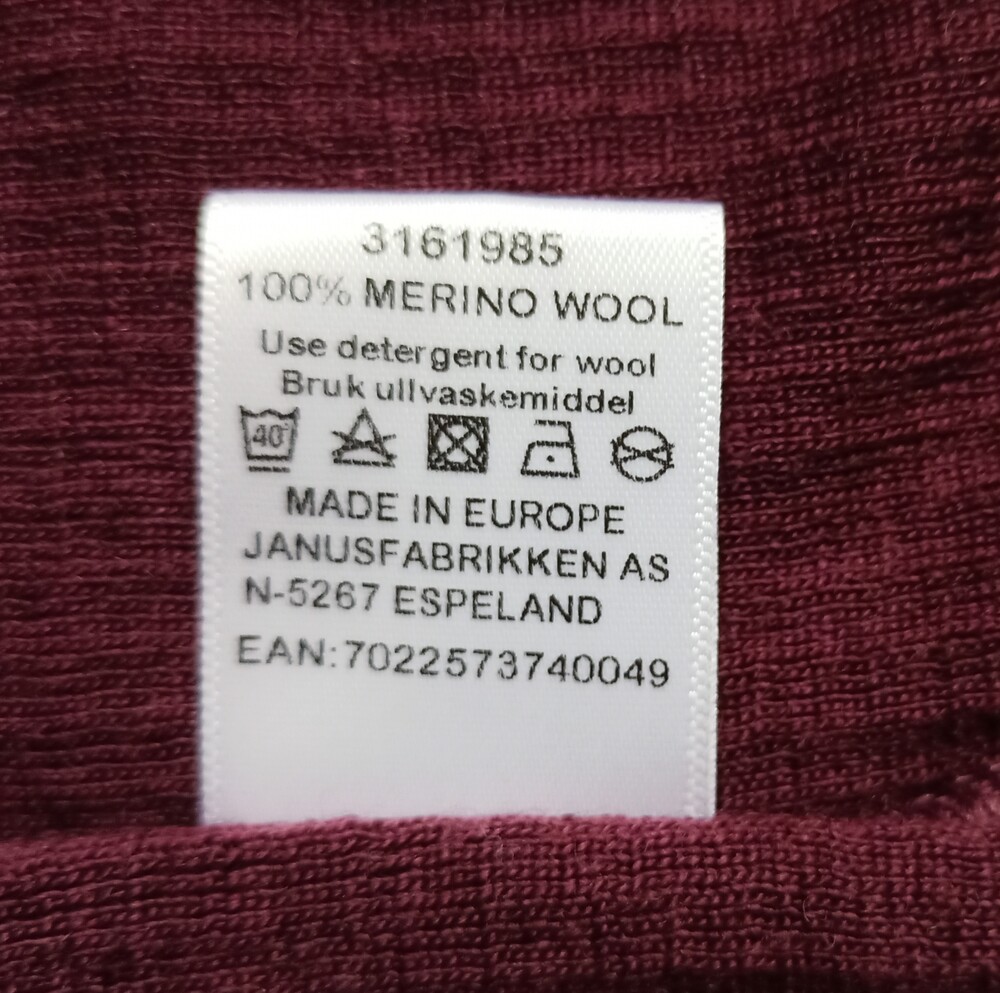 3161985
100% MERINO WOOL
Use detergent for wool
Bruk ullvaskemiddel
40°
MADE IN EUROPE
JANUSFABRIKKEN AS
N-5267 ESPELAND
EAN:7022573740049